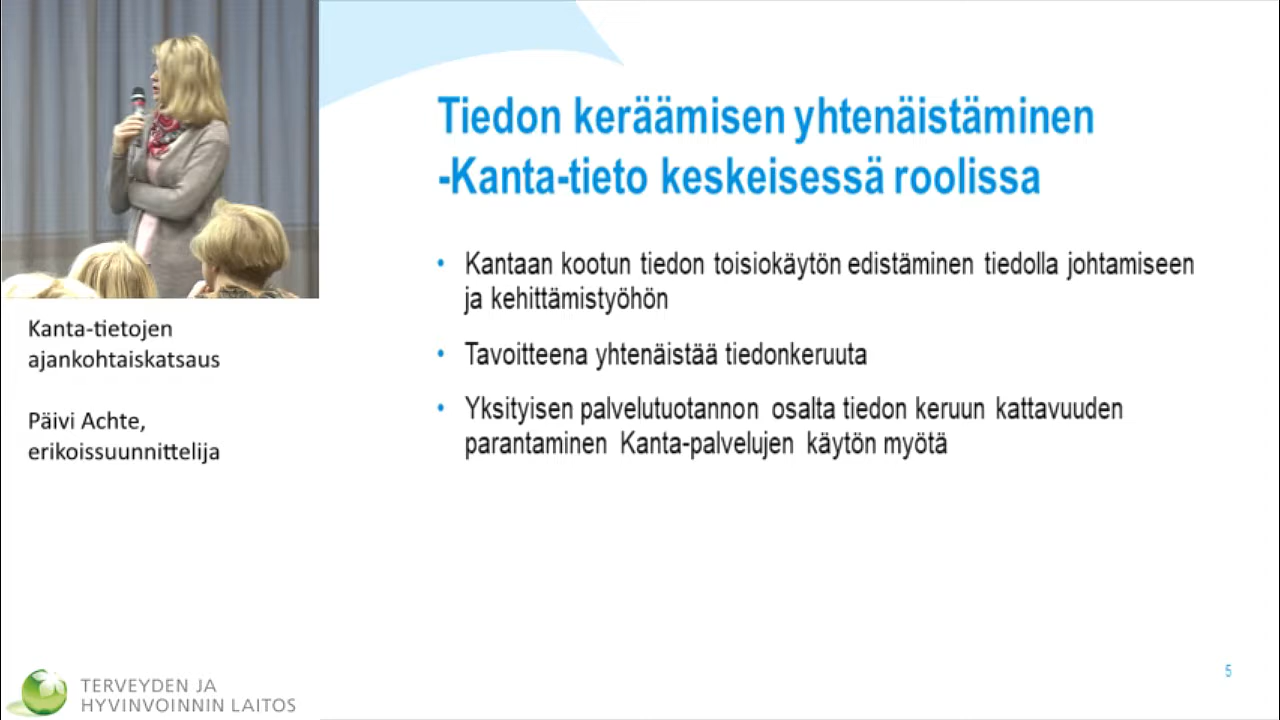 Tiedon keräämisen yhtenäistäminen
-Kanta-tieto keskeisessä roolissa
• Kantaan kootun tiedon toisiokäytön edistäminen tiedolla johtamiseen
ja kehittämistyöhön
• Tavoitteena yhtenäistää tiedonkeruuta
• Yksityisen palvelutuotannon osalta tiedon keruun kattavuuden
parantaminen Kanta-palvelujen käytön myötä
Kanta-tietojen
ajankohtaiskatsaus
Päivi Achte,
erikoissuunnittelija
TERVEYDEN JA
HYVINVOINNIN LAITOS
5